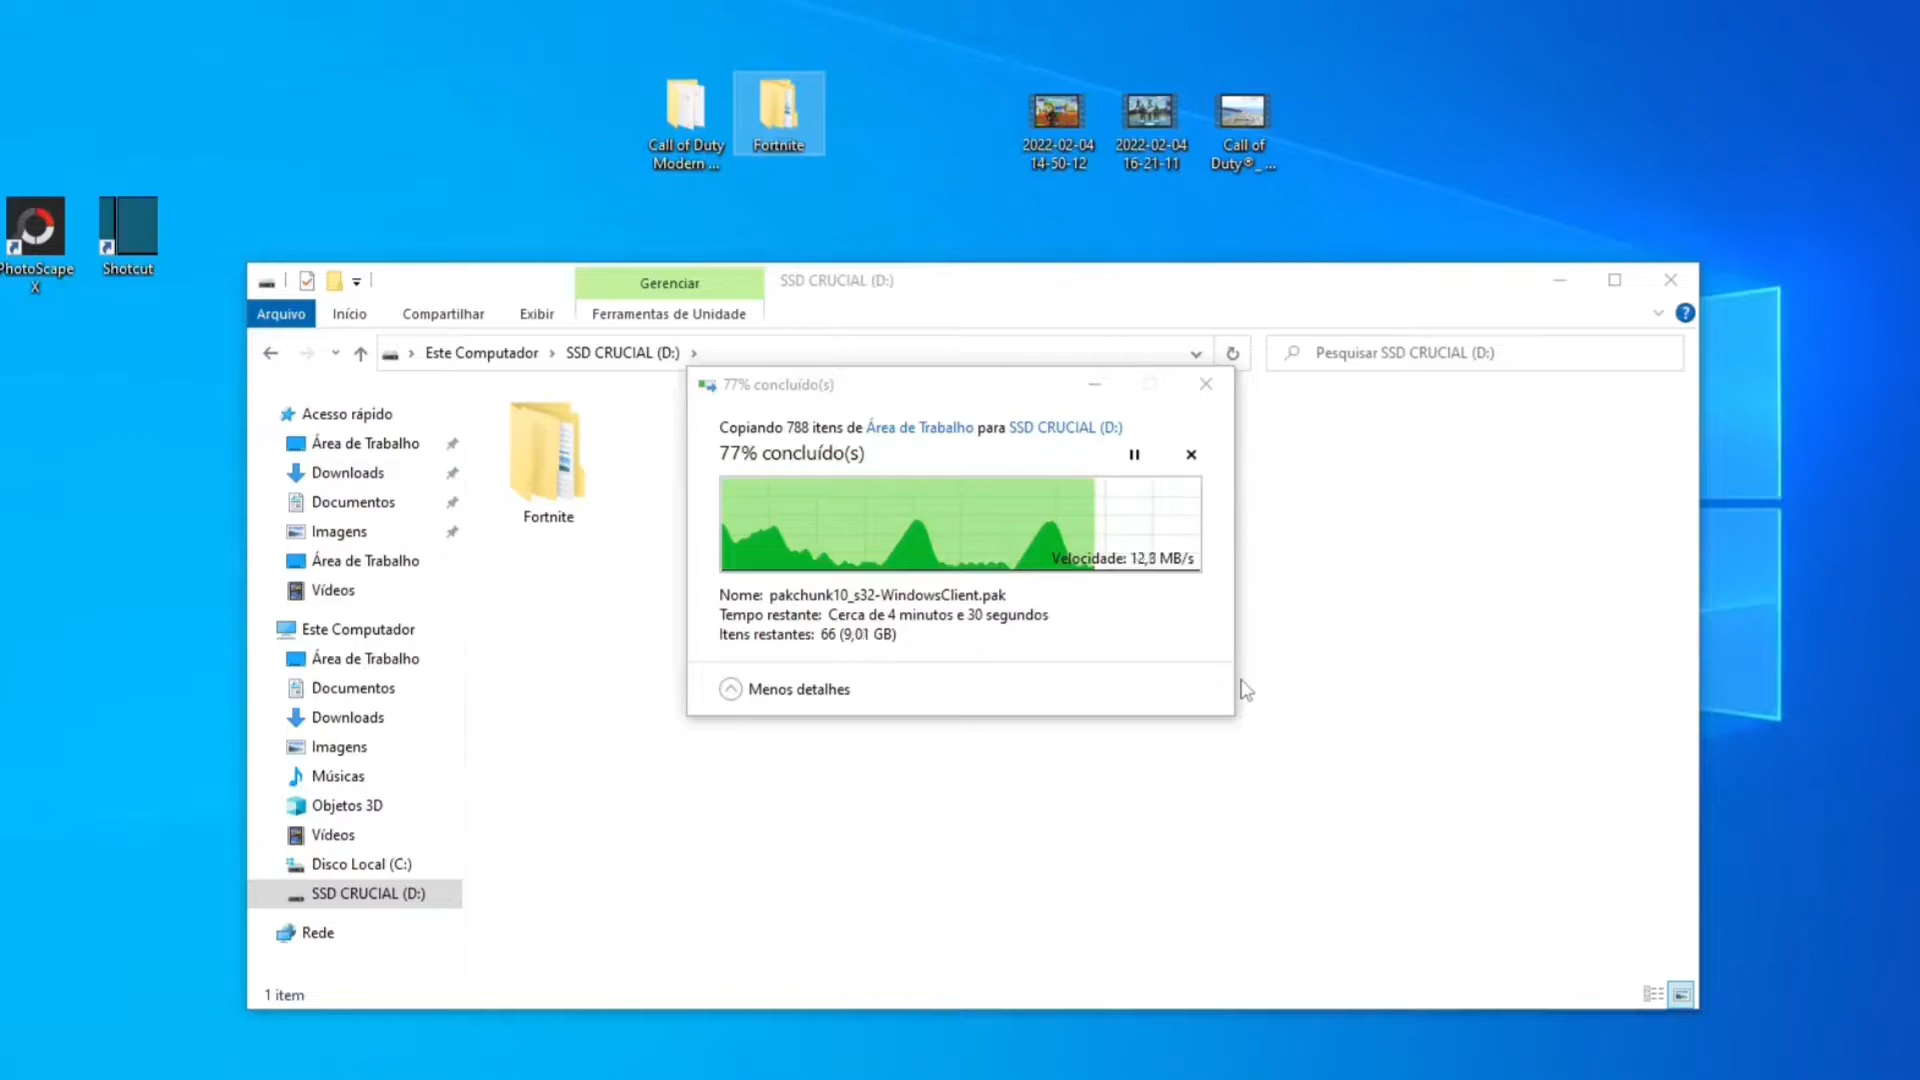 Call of Duty
Modern ...
Fortnite
2022-02-04
14-50-12
2022-02-04
16-21-11
Call of
Duty®_ ...
PhotoScape
X
Shotcut
Gerenciar
SSD CRUCIAL (D:)
Arquivo
Início
Compartilhar
Exibir
Ferramentas de Unidade
?
Este Computador > SSD CRUCIAL (D:) >
Pesquisar SSD CRUCIAL (D:)
Acesso rápido
Área de Trabalho
Downloads
Documentos
Imagens
Área de Trabalho
Vídeos
Este Computador
Área de Trabalho
Documentos
Downloads
Imagens
Músicas
Objetos 3D
Vídeos
Disco Local (C:)
SSD CRUCIAL (D:)
Rede
Fortnite
77% concluído(s)
Copiando 788 itens de Área de Trabalho para SSD CRUCIAL (D:)
77% concluído(s)
Velocidade: 12,3 MB/s
Nome: pakchunk10_s32-WindowsClient.pak
Tempo restante: Cerca de 4 minutos e 30 segundos
Itens restantes: 66 (9,01 GB)
Menos detalhes
1 item